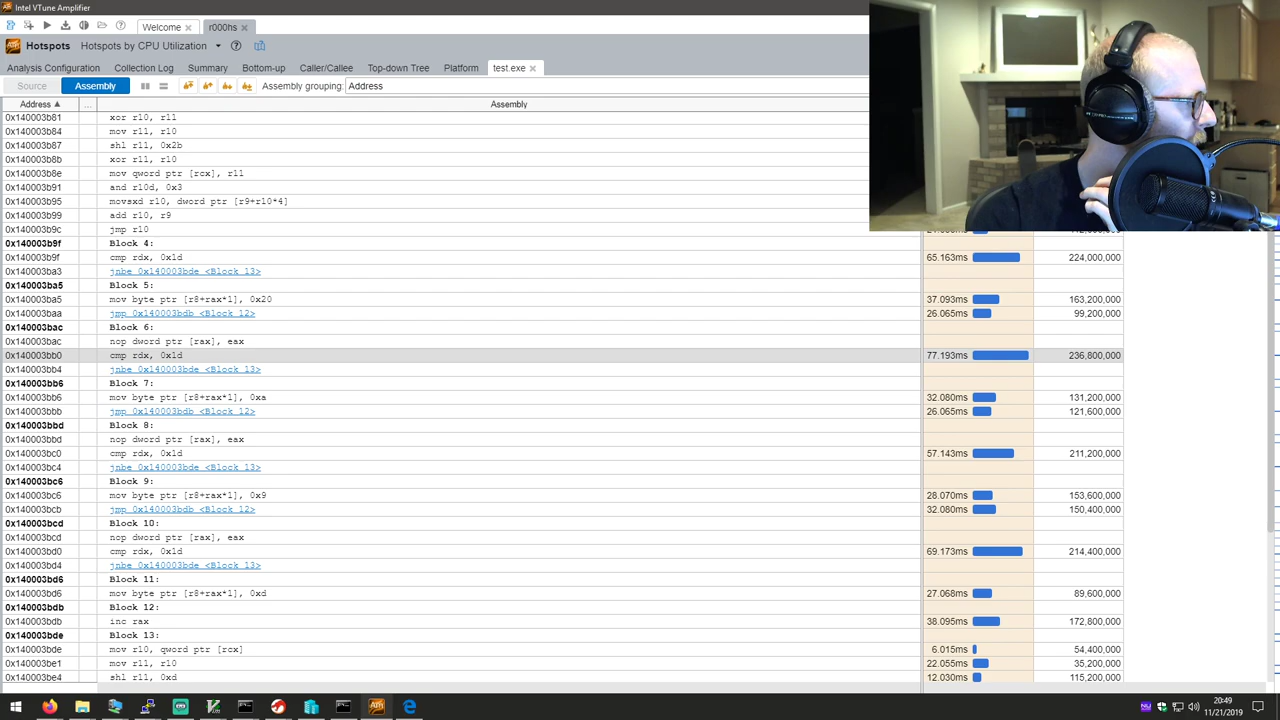 Intel VTune Amplifier
Welcome × r000hs ×
Hotspots Hotspots by CPU Utilization
Analysis Configuration Collection Log Summary Bottom-up Caller/Callee Top-down Tree Platform test.exe ×
Source Assembly Assembly grouping: Address
Address ▲ ... Assembly
0x140003b81 xor r10, r11
0x140003b84 mov r11, r10
0x140003b87 shl r11, 0x2b
0x140003b8b xor r11, r10
0x140003b8e mov qword ptr [rcx], r11
0x140003b91 and r10d, 0x3
0x140003b95 movsxd r10, dword ptr [r9+r10*4]
0x140003b99 add r10, r9
0x140003b9c jmp r10
0x140003b9f Block 4:
0x140003b9f cmp rdx, 0x1d 65.163ms 224,000,000
0x140003ba3 jnbe 0x140003bde <Block 13>
0x140003ba5 Block 5:
0x140003ba5 mov byte ptr [r8+rax*1], 0x20 37.093ms 163,200,000
0x140003baa jmp 0x140003bdb <Block 12> 26.065ms 99,200,000
0x140003bac Block 6:
0x140003bac nop dword ptr [rax], eax
0x140003bb0 cmp rdx, 0x1d 77.193ms 236,800,000
0x140003bb4 jnbe 0x140003bde <Block 13>
0x140003bb6 Block 7:
0x140003bb6 mov byte ptr [r8+rax*1], 0xa 32.080ms 131,200,000
0x140003bbb jmp 0x140003bdb <Block 12> 26.065ms 121,600,000
0x140003bbd Block 8:
0x140003bbd nop dword ptr [rax], eax
0x140003bc0 cmp rdx, 0x1d 57.143ms 211,200,000
0x140003bc4 jnbe 0x140003bde <Block 13>
0x140003bc6 Block 9:
0x140003bc6 mov byte ptr [r8+rax*1], 0x9 28.070ms 153,600,000
0x140003bcb jmp 0x140003bdb <Block 12> 32.080ms 150,400,000
0x140003bcd Block 10:
0x140003bcd nop dword ptr [rax], eax
0x140003bd0 cmp rdx, 0x1d 69.173ms 214,400,000
0x140003bd4 jnbe 0x140003bde <Block 13>
0x140003bd6 Block 11:
0x140003bd6 mov byte ptr [r8+rax*1], 0xd 27.068ms 89,600,000
0x140003bdb Block 12:
0x140003bdb inc rax 38.095ms 172,800,000
0x140003bde Block 13:
0x140003bde mov r10, qword ptr [rcx] 6.015ms 54,400,000
0x140003be1 mov r11, r10 22.055ms 35,200,000
0x140003be4 shl r11, 0xd 12.030ms 115,200,000
20:49
11/21/2019